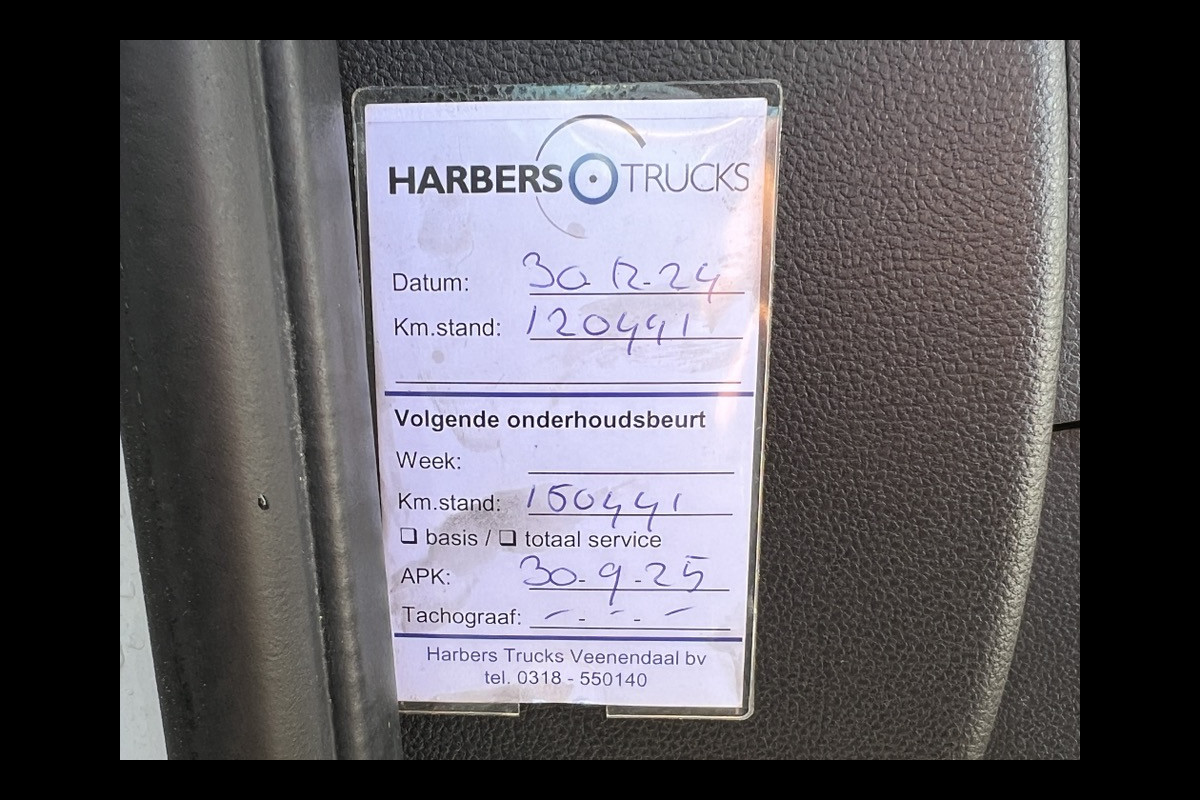 HARBERS TRUCKS
Datum: 30-12-24
Km.stand: 120441
Volgende onderhoudsbeurt
Week:
Km.stand: 150441
❑ basis / ❑ totaal service
APK: 30-9-25
Tachograaf: - - - - -
Harbers Trucks Veenendaal bv
tel. 0318 - 550140